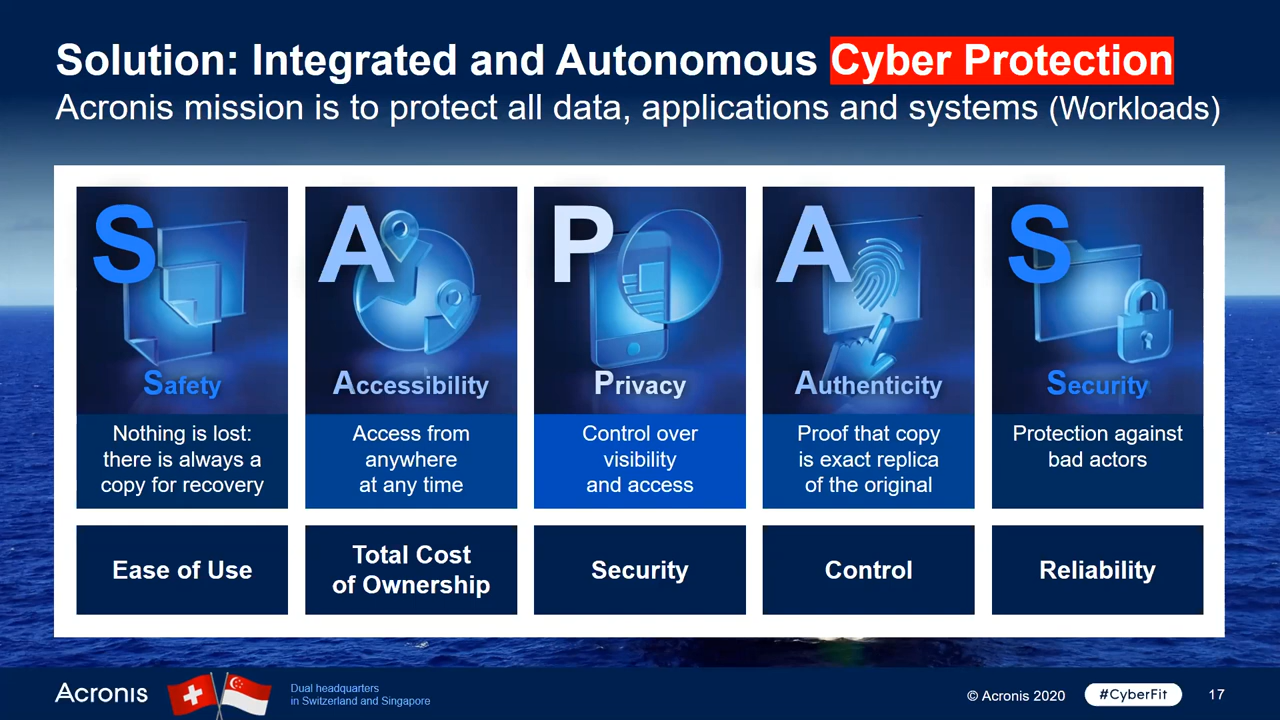 Solution: Integrated and Autonomous Cyber Protection
Acronis mission is to protect all data, applications and systems (Workloads)
S
Safety
Nothing is lost:
there is always a
copy for recovery
A
Accessibility
Access from
anywhere
at any time
P
Privacy
Control over
visibility
and access
A
Authenticity
Proof that copy
is exact replica
of the original
S
Security
Protection against
bad actors
Ease of Use
Total Cost
of Ownership
Security
Control
Reliability
Acronis
Dual headquarters
in Switzerland and Singapore
© Acronis 2020
#CyberFit
17